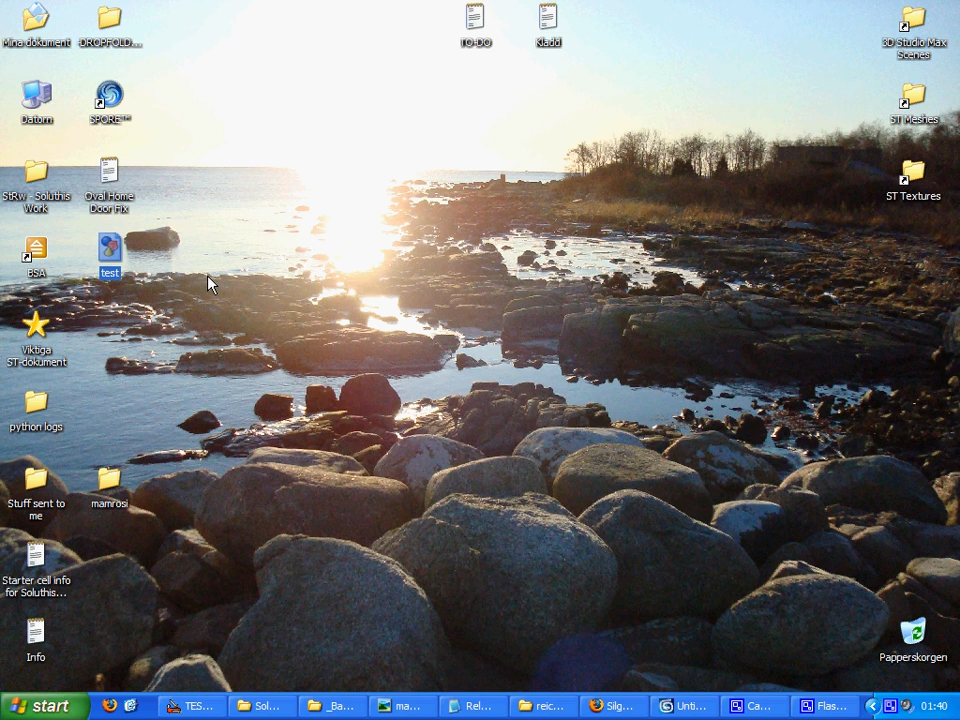 Mina dokument
DROPFOLD...
TO-DO
Kladd
3D Studio Max
Scenes
Datorn
SPORE™
ST Meshes
StRw - Soluthis
Work
Oval Home
Door Fix
ST Textures
BSA
test
Viktiga
ST-dokument
python logs
Stuff sent to
me
mamrosi
Starter cell info
for Soluthis...
Info
Papperskorgen
start
TES...
Sol...
_Ba...
ma...
Rel...
reic...
Silg...
Unti...
Ca...
Flas...
01:40